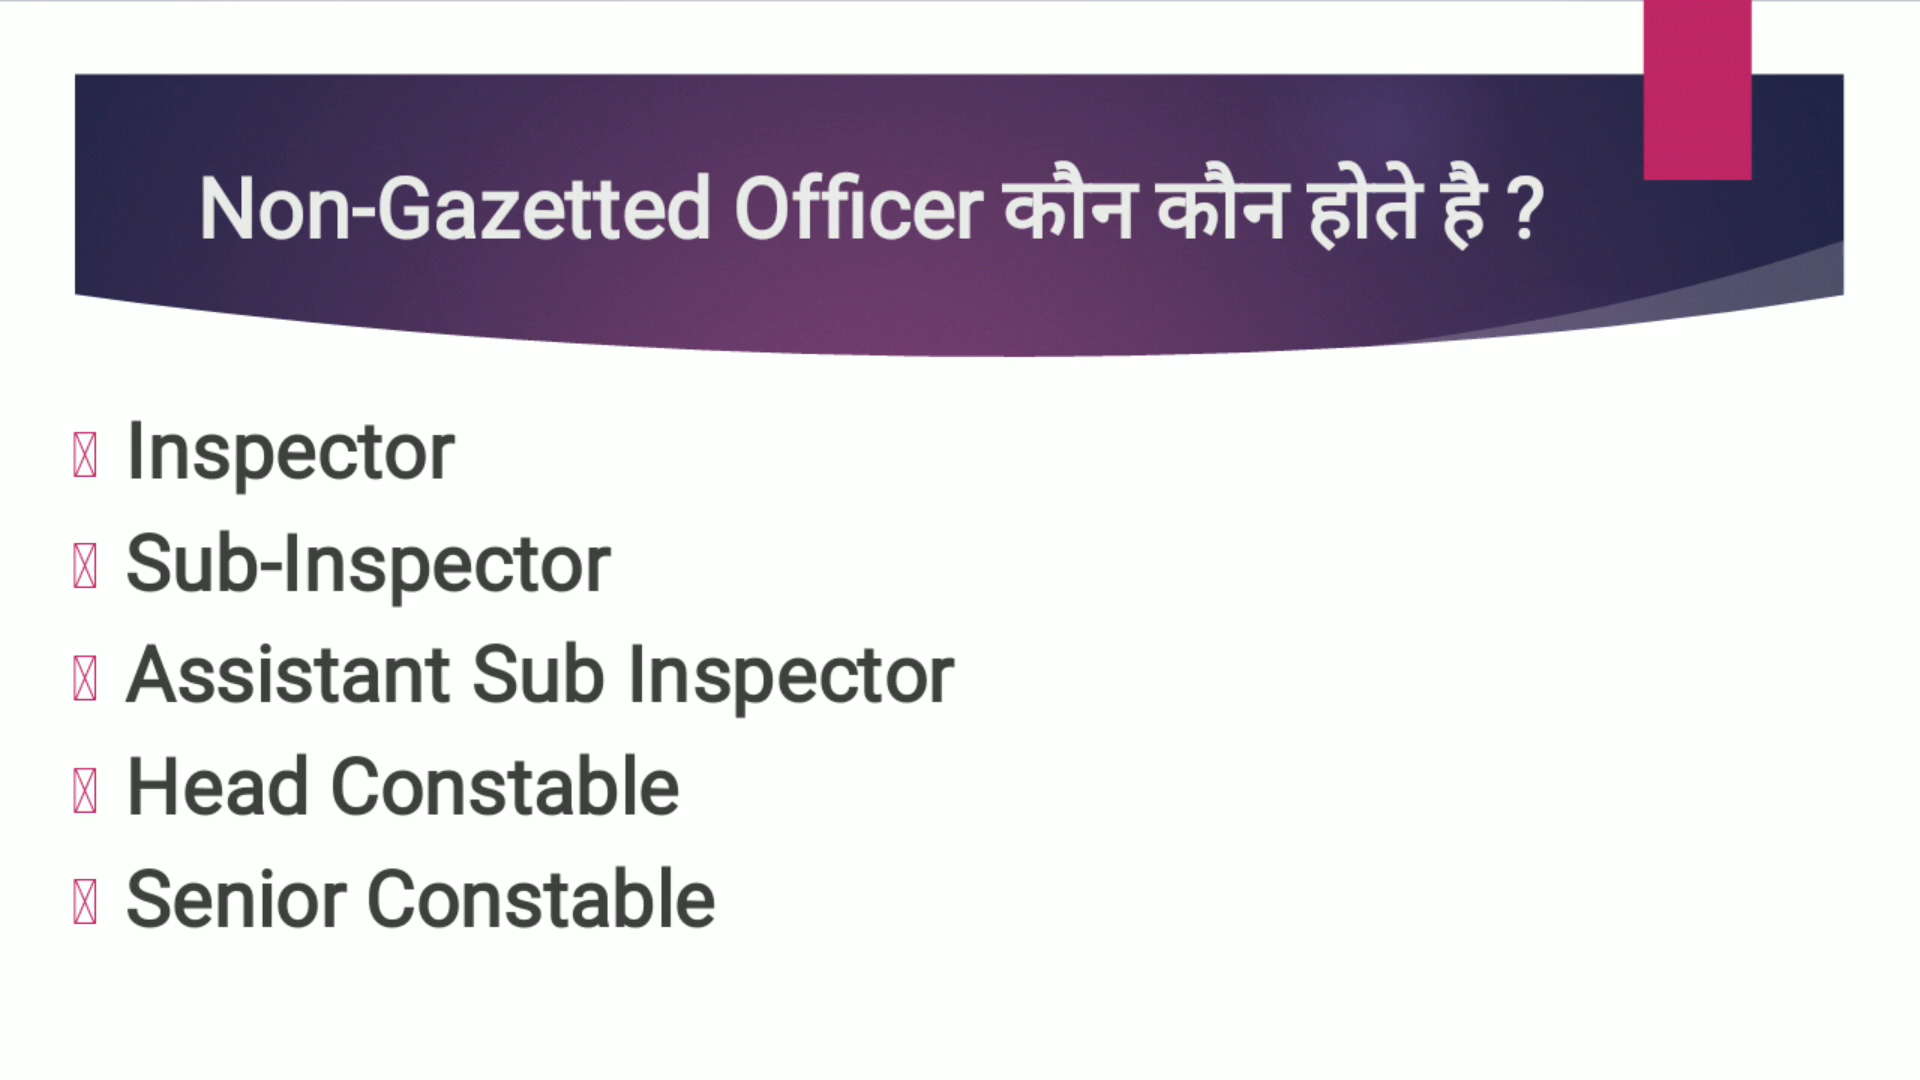 Non-Gazetted Officer कौन कौन होते है ?
Inspector
Sub-Inspector
Assistant Sub Inspector
Head Constable
Senior Constable